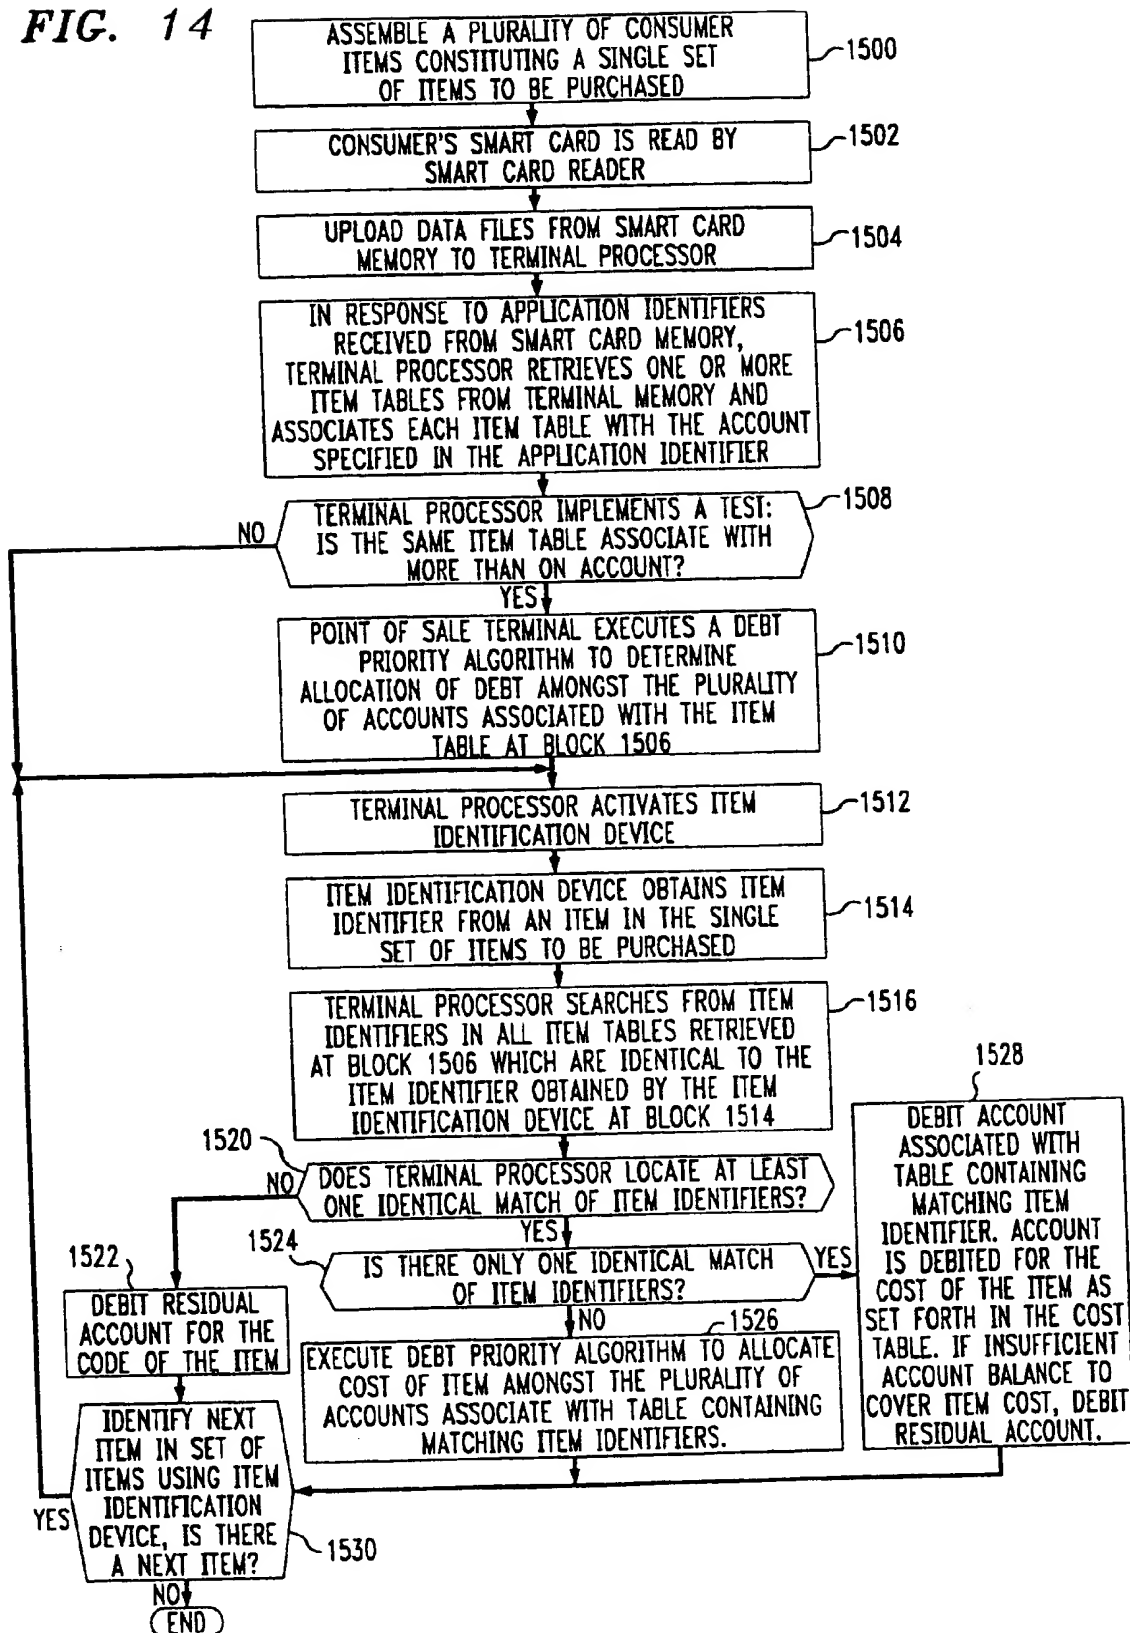 FIG. 14
ASSEMBLE A PLURALITY OF CONSUMER
ITEMS CONSTITUTING A SINGLE SET
OF ITEMS TO BE PURCHASED
1500
CONSUMER'S SMART CARD IS READ BY
SMART CARD READER
1502
UPLOAD DATA FILES FROM SMART CARD
MEMORY TO TERMINAL PROCESSOR
1504
IN RESPONSE TO APPLICATION IDENTIFIERS
RECEIVED FROM SMART CARD MEMORY,
TERMINAL PROCESSOR RETRIEVES ONE OR MORE
ITEM TABLES FROM TERMINAL MEMORY AND
ASSOCIATES EACH ITEM TABLE WITH THE ACCOUNT
SPECIFIED IN THE APPLICATION IDENTIFIER
1506
TERMINAL PROCESSOR IMPLEMENTS A TEST:
IS THE SAME ITEM TABLE ASSOCIATE WITH
MORE THAN ON ACCOUNT?
1508
NO
YES
POINT OF SALE TERMINAL EXECUTES A DEBT
PRIORITY ALGORITHM TO DETERMINE
ALLOCATION OF DEBT AMONGST THE PLURALITY
OF ACCOUNTS ASSOCIATED WITH THE ITEM
TABLE AT BLOCK 1506
1510
TERMINAL PROCESSOR ACTIVATES ITEM
IDENTIFICATION DEVICE
1512
ITEM IDENTIFICATION DEVICE OBTAINS ITEM
IDENTIFIER FROM AN ITEM IN THE SINGLE
SET OF ITEMS TO BE PURCHASED
1514
TERMINAL PROCESSOR SEARCHES FROM ITEM
IDENTIFIERS IN ALL ITEM TABLES RETRIEVED
AT BLOCK 1506 WHICH ARE IDENTICAL TO THE
ITEM IDENTIFIER OBTAINED BY THE ITEM
IDENTIFICATION DEVICE AT BLOCK 1514
1516
1520
DOES TERMINAL PROCESSOR LOCATE AT LEAST
ONE IDENTICAL MATCH OF ITEM IDENTIFIERS?
NO
YES
1522
DEBIT RESIDUAL
ACCOUNT FOR THE
CODE OF THE ITEM
1524
IS THERE ONLY ONE IDENTICAL MATCH
OF ITEM IDENTIFIERS?
YES
NO
1526
EXECUTE DEBT PRIORITY ALGORITHM TO ALLOCATE
COST OF ITEM AMONGST THE PLURALITY OF
ACCOUNTS ASSOCIATE WITH TABLE CONTAINING
MATCHING ITEM IDENTIFIERS.
1528
DEBIT ACCOUNT
ASSOCIATED WITH
TABLE CONTAINING
MATCHING ITEM
IDENTIFIER. ACCOUNT
IS DEBITED FOR THE
COST OF THE ITEM AS
SET FORTH IN THE COST
TABLE. IF INSUFFICIENT
ACCOUNT BALANCE TO
COVER ITEM COST, DEBIT
RESIDUAL ACCOUNT.
IDENTIFY NEXT
ITEM IN SET OF
ITEMS USING ITEM
IDENTIFICATION
DEVICE, IS THERE
A NEXT ITEM?
1530
YES
NO
END